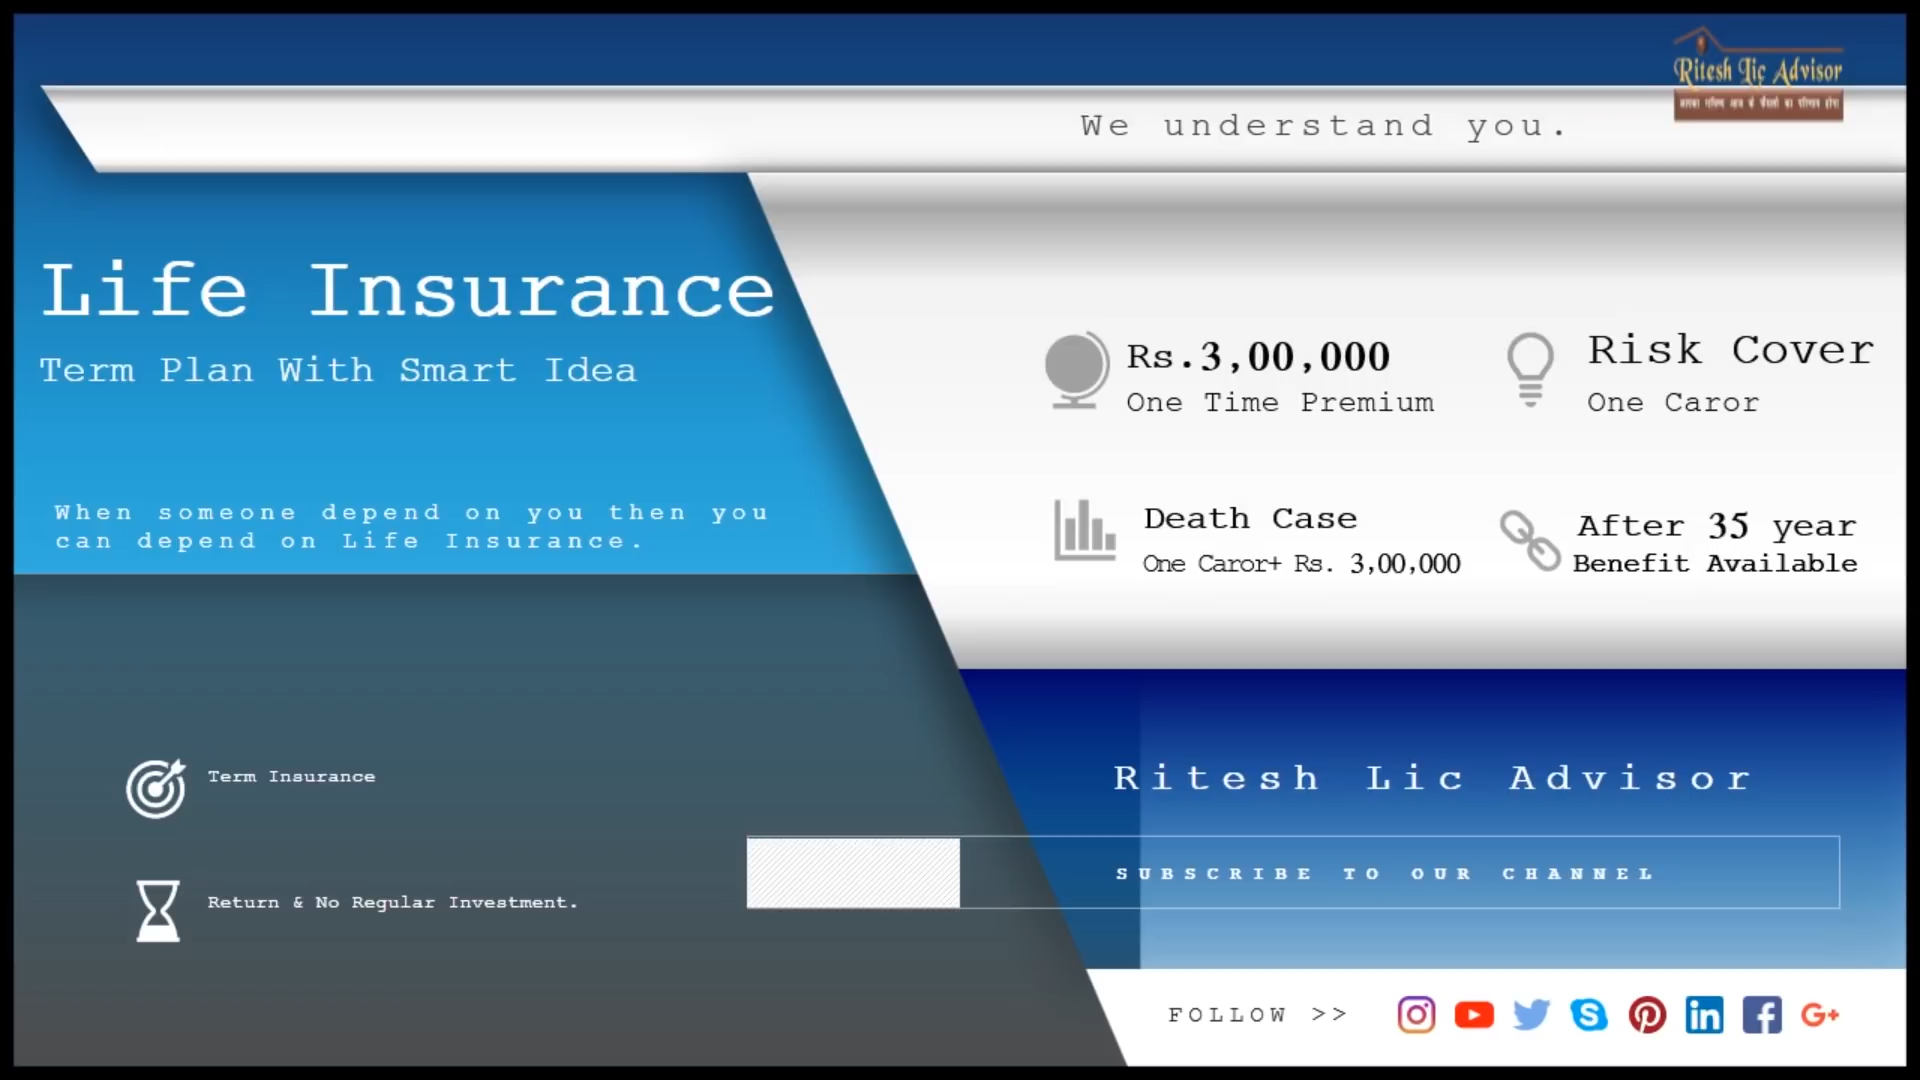 Ritesh Lic Advisor
We understand you.
Life Insurance
Term Plan With Smart Idea
When someone depend on you then you
can depend on Life Insurance.
Rs.3,00,000
One Time Premium
Risk Cover
One Caror
Death Case
One Caror+ Rs. 3,00,000
After 35 year
Benefit Available
Term Insurance
Return & No Regular Investment.
Ritesh Lic Advisor
SUBSCRIBE TO OUR CHANNEL
FOLLOW >>